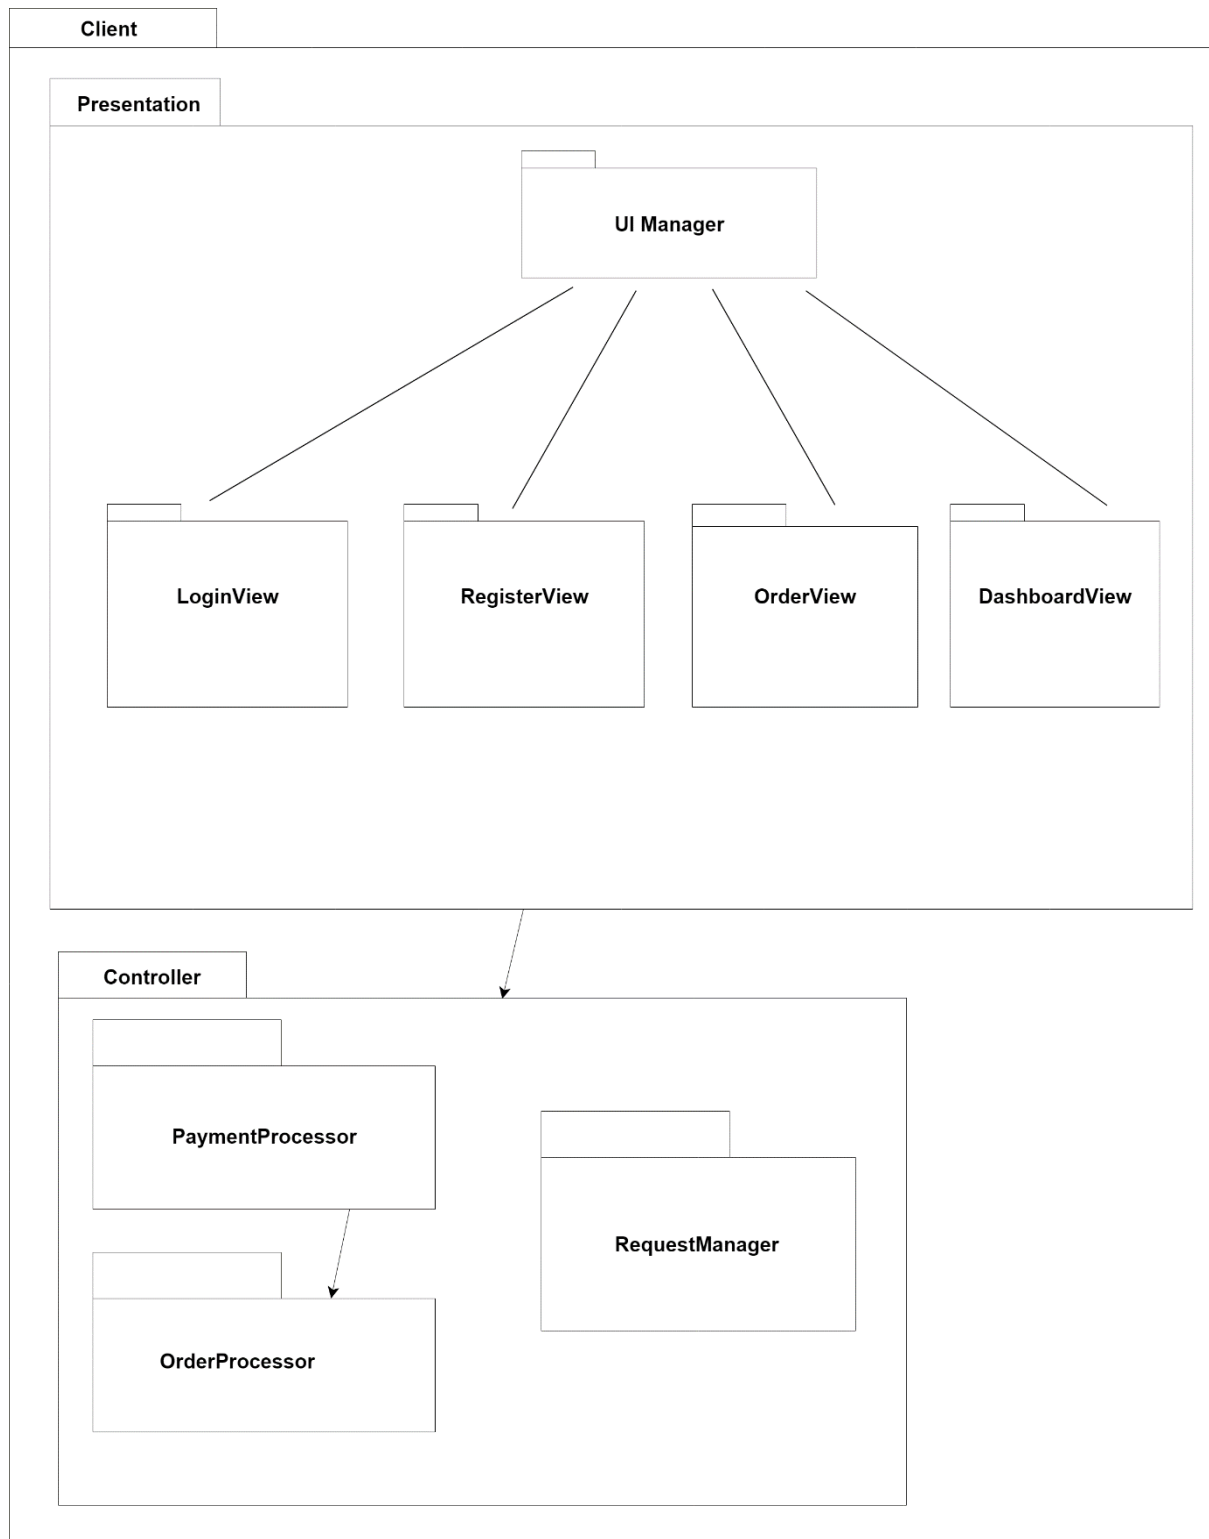 Client
Presentation
UI Manager
LoginView
RegisterView
OrderView
DashboardView
Controller
PaymentProcessor
RequestManager
OrderProcessor